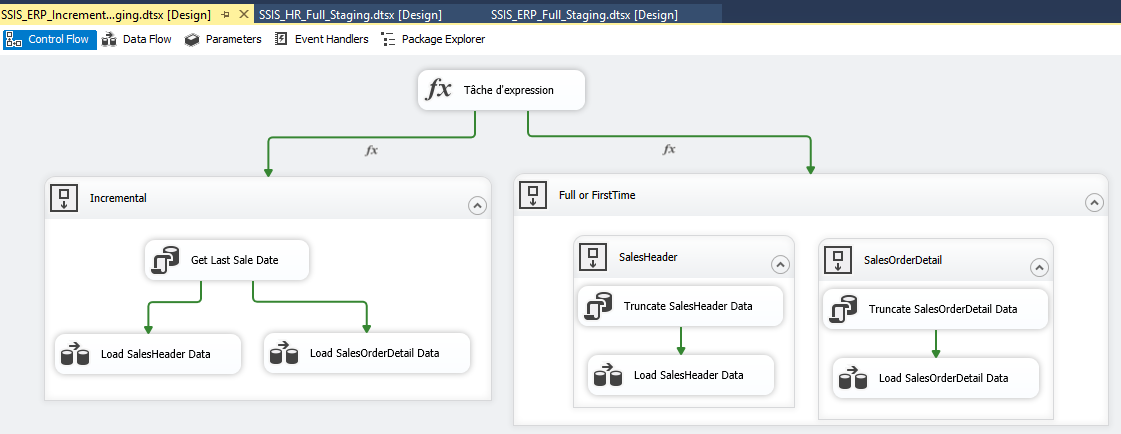 SSIS_ERP_Increment...ging.dtsx [Design]
SSIS_HR_Full_Staging.dtsx [Design]
SSIS_ERP_Full_Staging.dtsx [Design]
Control Flow
Data Flow
Parameters
Event Handlers
Package Explorer
fx Tâche d'expression
fx
fx
Incremental
Full or FirstTime
Get Last Sale Date
Load SalesHeader Data
Load SalesOrderDetail Data
SalesHeader
Truncate SalesHeader Data
Load SalesHeader Data
SalesOrderDetail
Truncate SalesOrderDetail Data
Load SalesOrderDetail Data